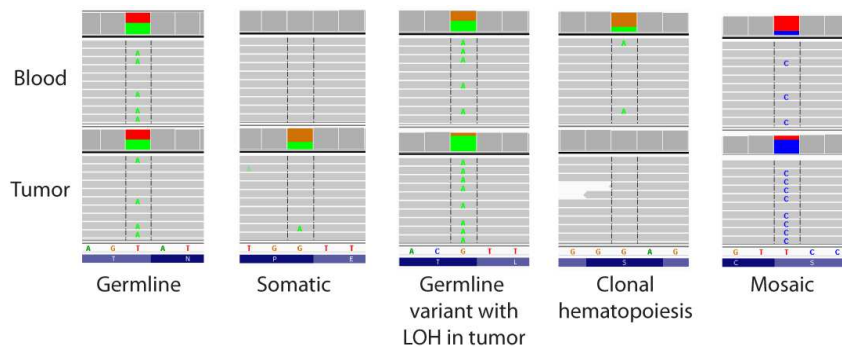 Blood
A
A
A
A
A
A
A
A
A
A
A
A
C
C
C
Tumor
A
A
A
A
A
A
A
A
A
A
A
A
A
C
C
C
C
C
C
C
C
A G T A T
T N
T G G T T
P E
A C G T T
T L
G G G A G
S
G T T C C
C S
Germline
Somatic
Germline
variant with
LOH in tumor
Clonal
hematopoiesis
Mosaic